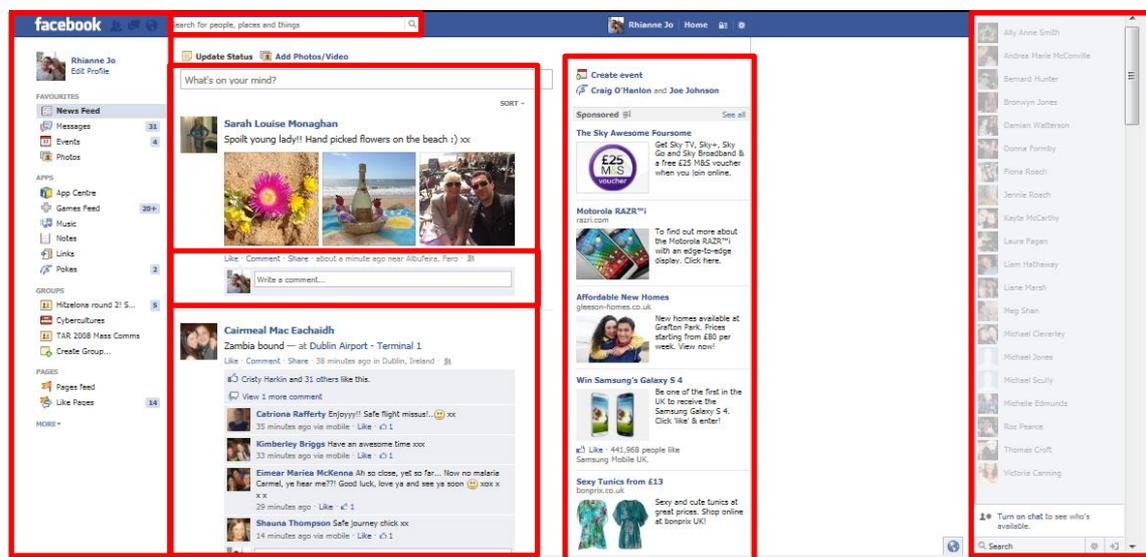 facebook
Search for people, places and things
Rhianne Jo Home
Rhianne Jo
Edit Profile
FAVOURITES
News Feed
Messages 31
Events 4
Photos
APPS
App Centre
Games Feed 20+
Music
Notes
Links
Pokes 2
GROUPS
Hitzelona round 2! S... 5
Cybercultures
TAR 2008 Mass Comms
Create Group...
PAGES
Pages feed
Like Pages 14
MORE
Update Status Add Photos/Video
What's on your mind?
SORT
Sarah Louise Monaghan
Spoilt young lady!! Hand picked flowers on the beach :) xx
Like · Comment · Share · about a minute ago near Albufeira, Faro ·
Write a comment...
Cairmeal Mac Eachaidh
Zambia bound — at Dublin Airport - Terminal 1
Like · Comment · Share · 38 minutes ago in Dublin, Ireland ·
Cristy Harkin and 31 others like this.
View 1 more comment
Catriona Rafferty Enjoyyy!! Safe flight missus!.. xx
35 minutes ago via mobile · Like · 1
Kimberley Briggs Have an awesome time xxx
33 minutes ago via mobile · Like · 1
Eimear Mariea McKenna Ah so close, yet so far... Now no malaria
Carmel, ye hear me??! Good luck, love ya and see ya soon xox x
x x
29 minutes ago · Like · 1
Shauna Thompson Safe journey chick xx
14 minutes ago via mobile · Like · 1
Create event
Craig O'Hanlon and Joe Johnson
Sponsored See all
The Sky Awesome Foursome
£25
M&S
voucher
Get Sky TV, Sky+, Sky
Go and Sky Broadband &
a free £25 M&S voucher
when you join online.
Motorola RAZR™i
razri.com
To find out more about
the Motorola RAZR™i
with an edge-to-edge
display. Click here.
Affordable New Homes
gleeson-homes.co.uk
New homes available at
Grafton Park. Prices
starting from £80 per
week. View now!
Win Samsung's Galaxy S 4
Be one of the first in the
UK to receive the
Samsung Galaxy S 4.
Click 'like' & enter!
Like · 441,968 people like
Samsung Mobile UK.
Sexy Tunics from £13
bonprix.co.uk
Sexy and cute tunics at
great prices. Shop online
at bonprix UK!
Ally Anne Smith
Andrea Marie McConville
Bernard Hunter
Bronwyn Jones
Damian Watterson
Donna Formby
Fiona Roach
Jennie Roach
Kayte McCarthy
Laura Fagan
Liam Hathaway
Liane Marsh
Meg Shan
Michael Cleverley
Michael Jones
Michael Scully
Michelle Edmunds
Roz Pearce
Thomas Croft
Victoria Canning
Turn on chat to see who's
available.
Search